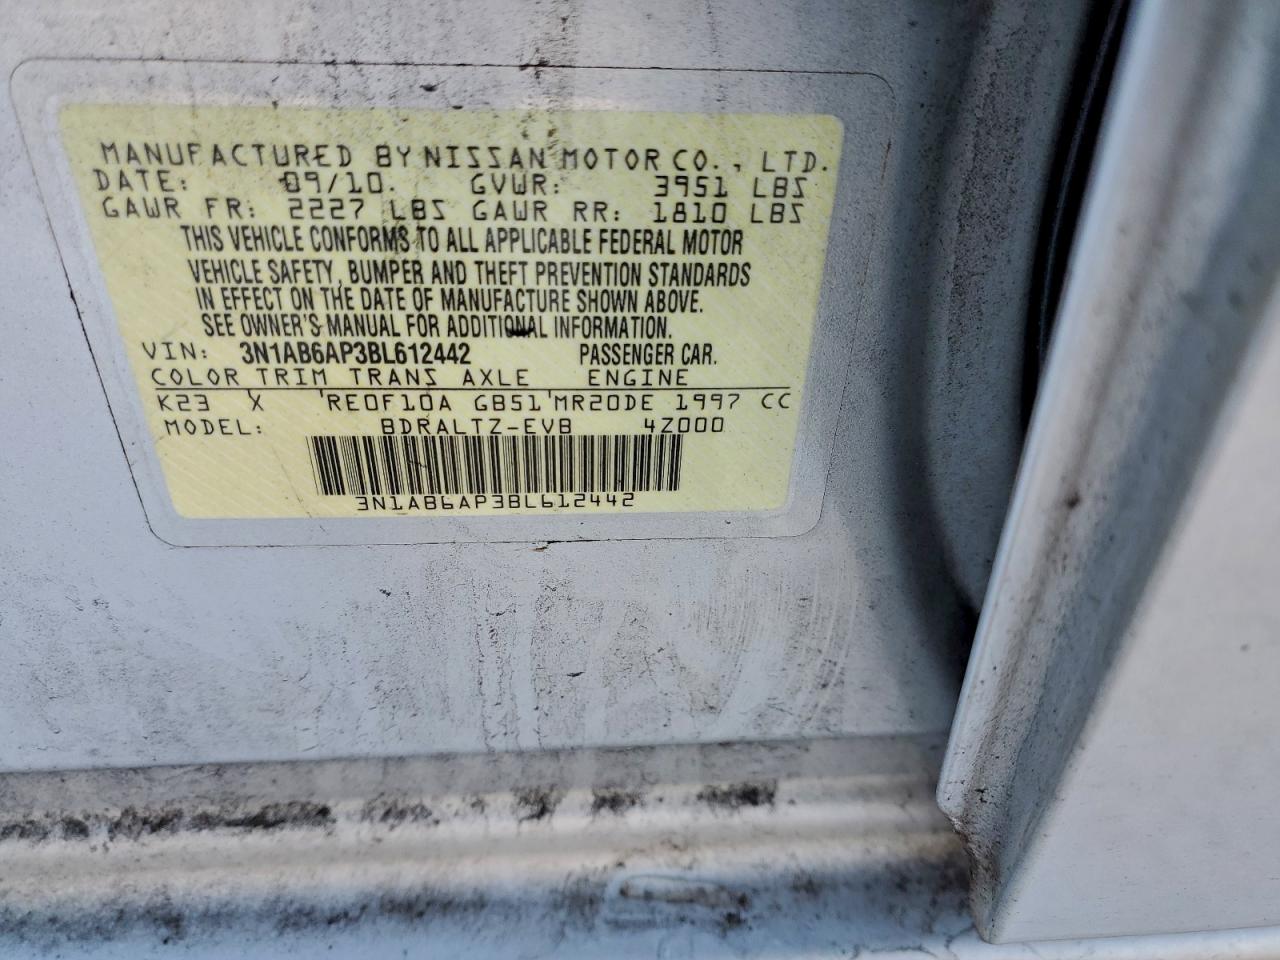 MANUFACTURED BY NISSAN MOTOR CO., LTD.
DATE: 09/10. GVWR: 3951 LBS
GAWR FR: 2227 LBS GAWR RR: 1810 LBS
THIS VEHICLE CONFORMS TO ALL APPLICABLE FEDERAL MOTOR
VEHICLE SAFETY, BUMPER AND THEFT PREVENTION STANDARDS
IN EFFECT ON THE DATE OF MANUFACTURE SHOWN ABOVE.
SEE OWNER'S MANUAL FOR ADDITIONAL INFORMATION.
VIN: 3N1AB6AP3BL612442 PASSENGER CAR.
COLOR TRIM TRANS AXLE ENGINE
K23 X 'RE0F10A GB51'MR20DE 1997 CC
MODEL: BDRALTZ-EVB 4Z000
3N1AB6AP3BL612442